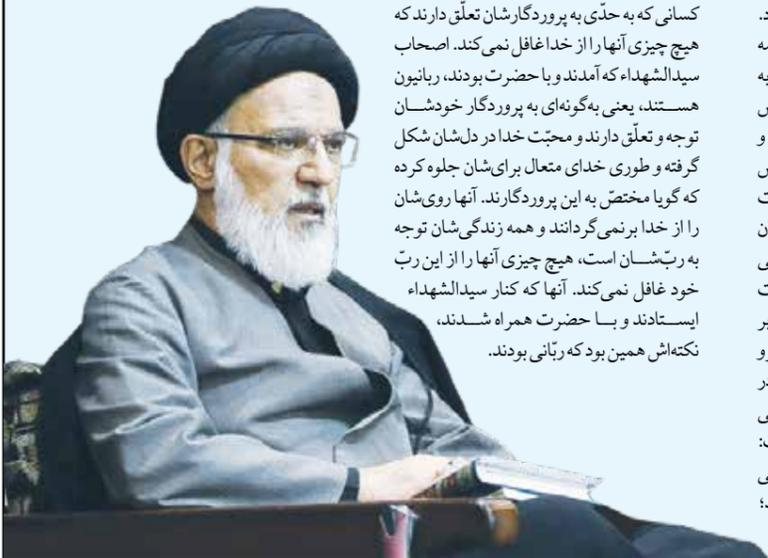 کسانی که به حدّی به پروردگارشان تعلّق دارند که
هیچ چیزی آنها را از خدا غافل نمی‌کند. اصحاب
سیدالشهداء که آمدند و با حضرت بودند، ربانیون
هستند، یعنی به‌گونه‌ای به پروردگار خودشان
توجه و تعلّق دارند و محبّت خدا در دل‌شان شکل
گرفته و طوری خدای متعال برای‌شان جلوه کرده
که گویا مختصّ به این پروردگارند. آنها روی‌شان
را از خدا برنمی‌گردانند و همه زندگی‌شان توجه
به ربّ‌شان است، هیچ چیزی آنها را از این ربّ
خود غافل نمی‌کند. آنها که کنار سیدالشهداء
ایستادند و با حضرت همراه شدند،
نکته‌اش همین بود که ربّانی بودند.